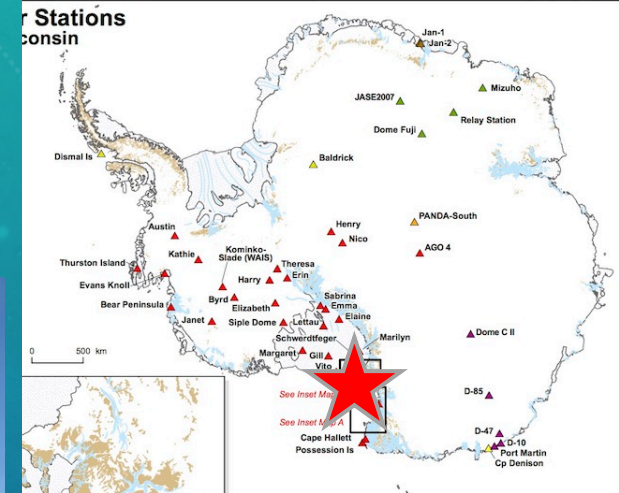 r Stations
consin
Jan-1
Jan-2
Mizuho
JASE2007
Relay Station
Dome Fuji
Dismal Is
Baldrick
PANDA-South
Henry
Nico
AGO 4
Austin
Kathie
Kominko-
Slade (WAIS)
Thurston Island
Theresa
Erin
Harry
Evans Knoll
Byrd
Elizabeth
Sabrina
Emma
Elaine
Bear Peninsula
Janet
Siple Dome
Lettau
Schwerdtfeger
Marilyn
Dome C II
Margaret
Gill
Vito
0 500 km
See Inset Map
D-85
See Inset Map A
Cape Hallett
Possession Is
D-47
D-10
Port Martin
Cp Denison